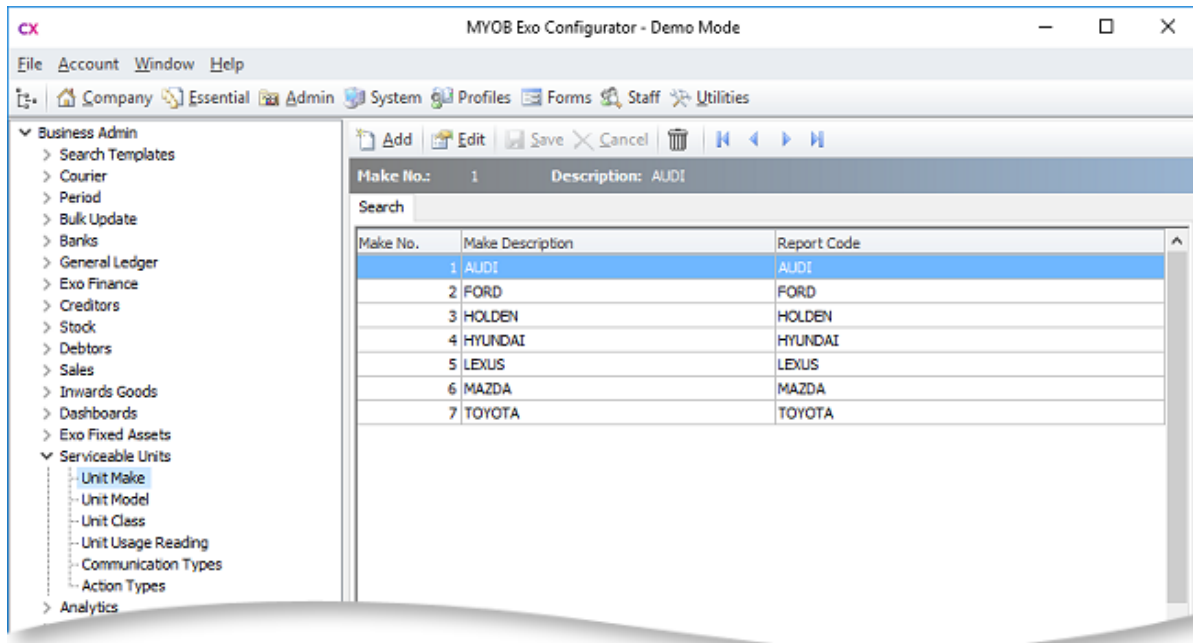 CX MYOB Exo Configurator - Demo Mode
File Account Window Help
Company Essential Admin System Profiles Forms Staff Utilities
Business Admin
Search Templates
Courier
Period
Bulk Update
Banks
General Ledger
Exo Finance
Creditors
Stock
Debtors
Sales
Inwards Goods
Dashboards
Exo Fixed Assets
Serviceable Units
Unit Make
Unit Model
Unit Class
Unit Usage Reading
Communication Types
Action Types
Analytics
Add Edit Save Cancel
Make No.: 1 Description: AUDI
Search
Make No. Make Description Report Code
1 AUDI AUDI
2 FORD FORD
3 HOLDEN HOLDEN
4 HYUNDAI HYUNDAI
5 LEXUS LEXUS
6 MAZDA MAZDA
7 TOYOTA TOYOTA